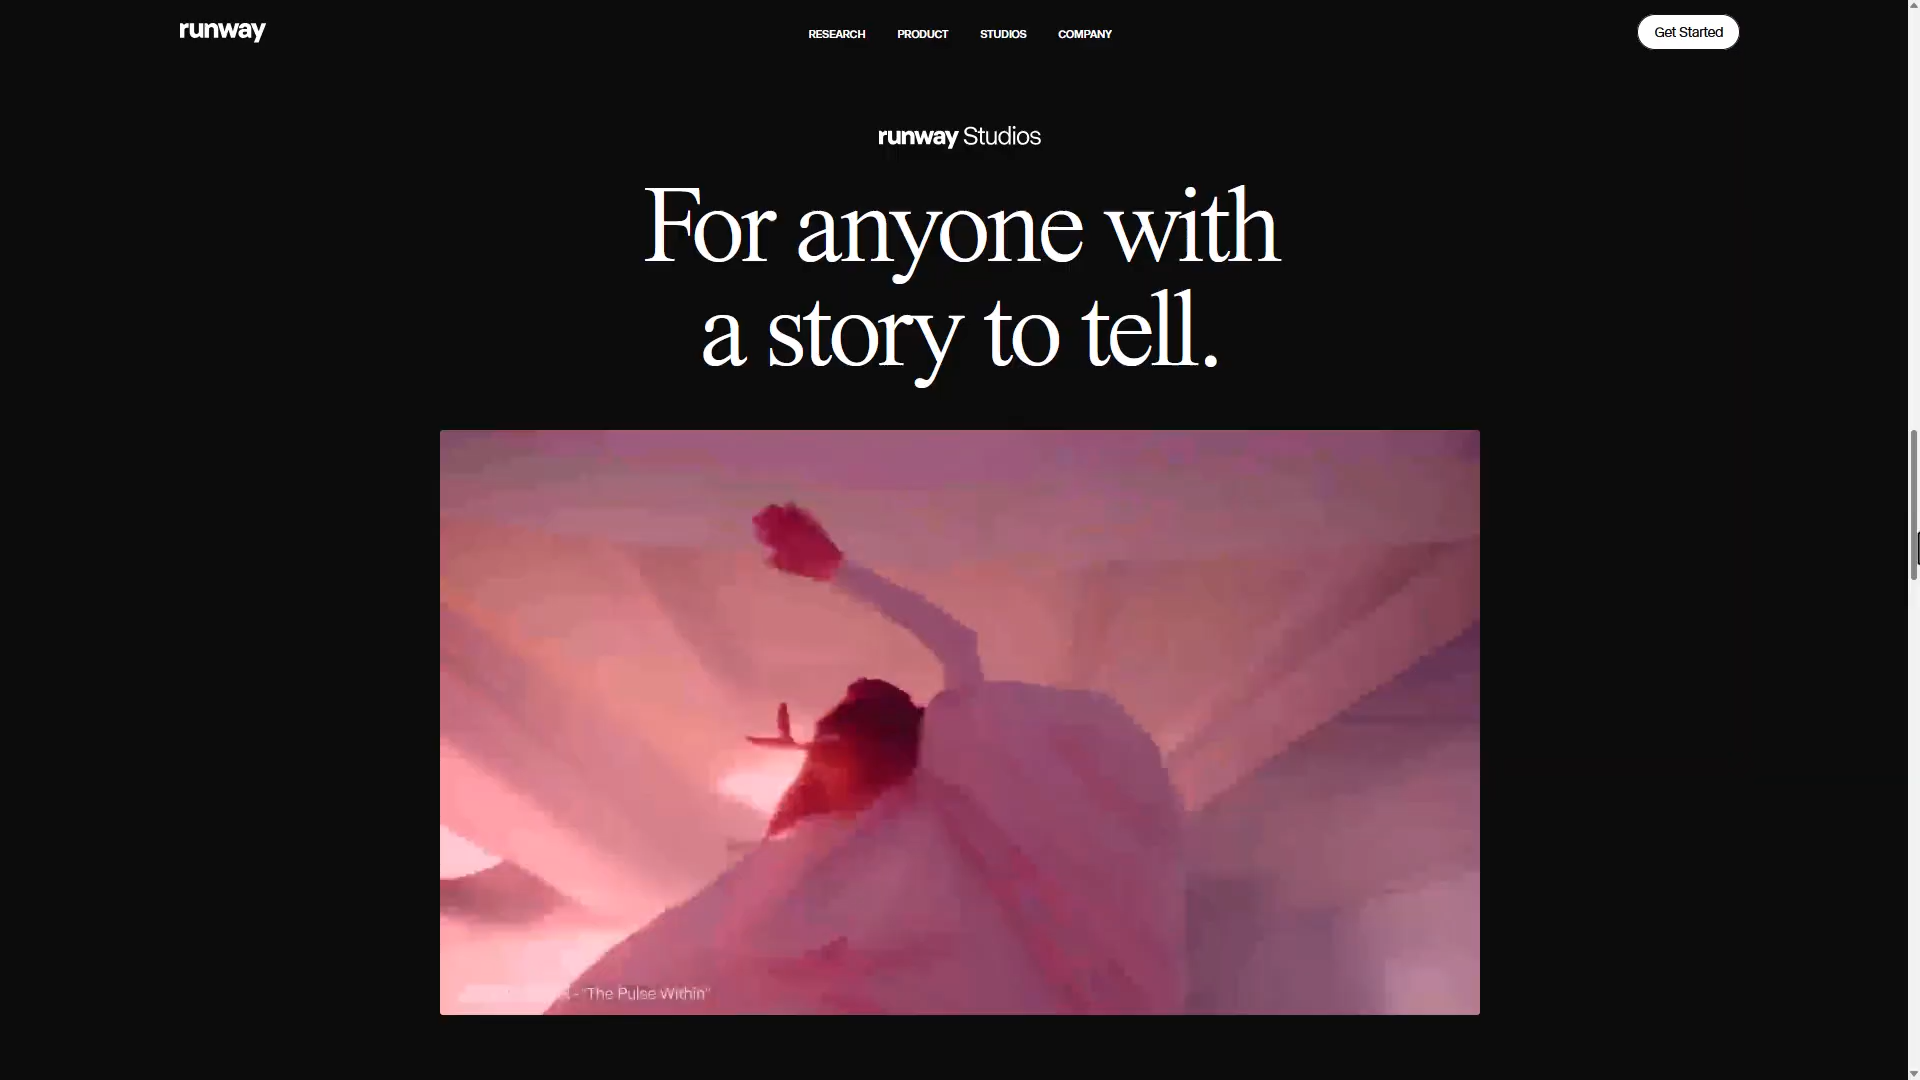 runway
RESEARCH PRODUCT STUDIOS COMPANY
Get Started
runway Studios
For anyone with
a story to tell.
- "The Pulse Within"